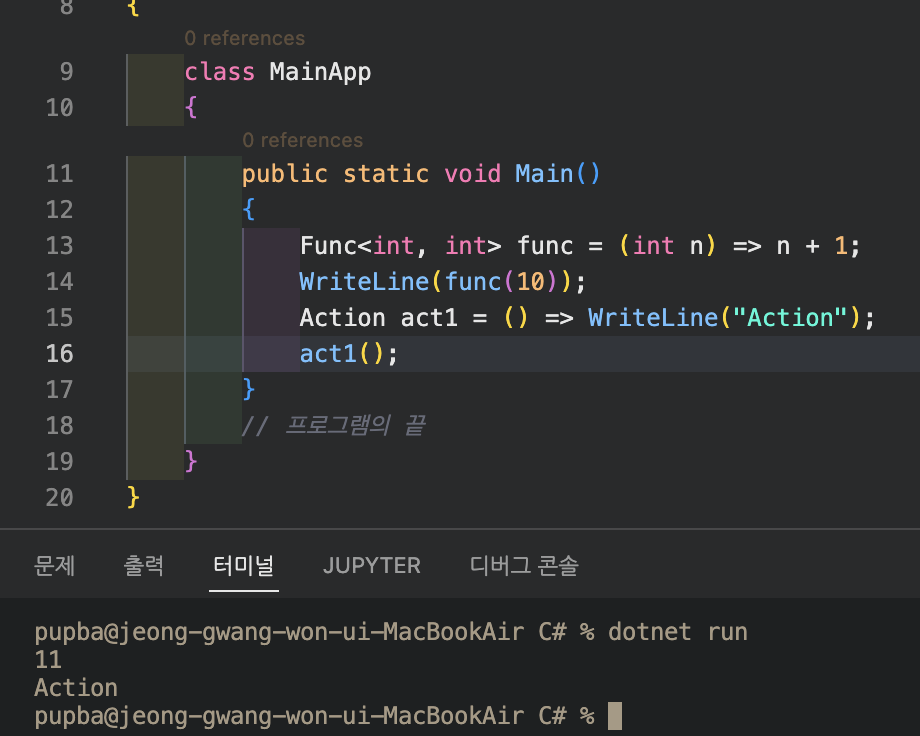 8 {
0 references
9 class MainApp
10 {
0 references
11 public static void Main()
12 {
13 Func<int, int> func = (int n) => n + 1;
14 WriteLine(func(10));
15 Action act1 = () => WriteLine("Action");
16 act1();
17 }
18 // 프로그램의 끝
19 }
20 }
문제 출력 터미널 JUPYTER 디버그 콘솔
pupba@jeong-gwang-won-ui-MacBookAir C# % dotnet run
11
Action
pupba@jeong-gwang-won-ui-MacBookAir C# %